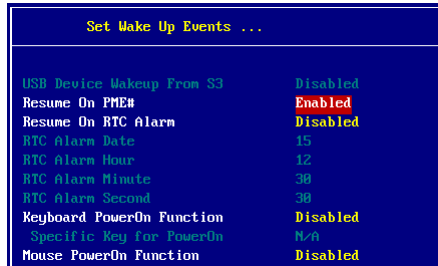 Set Wake Up Events ...
USB Device Wakeup From S3 Disabled
Resume On PME# Enabled
Resume On RTC Alarm Disabled
RTC Alarm Date 15
RTC Alarm Hour 12
RTC Alarm Minute 30
RTC Alarm Second 30
Keyboard PowerOn Function Disabled
Specific Key for PowerOn N/A
Mouse PowerOn Function Disabled